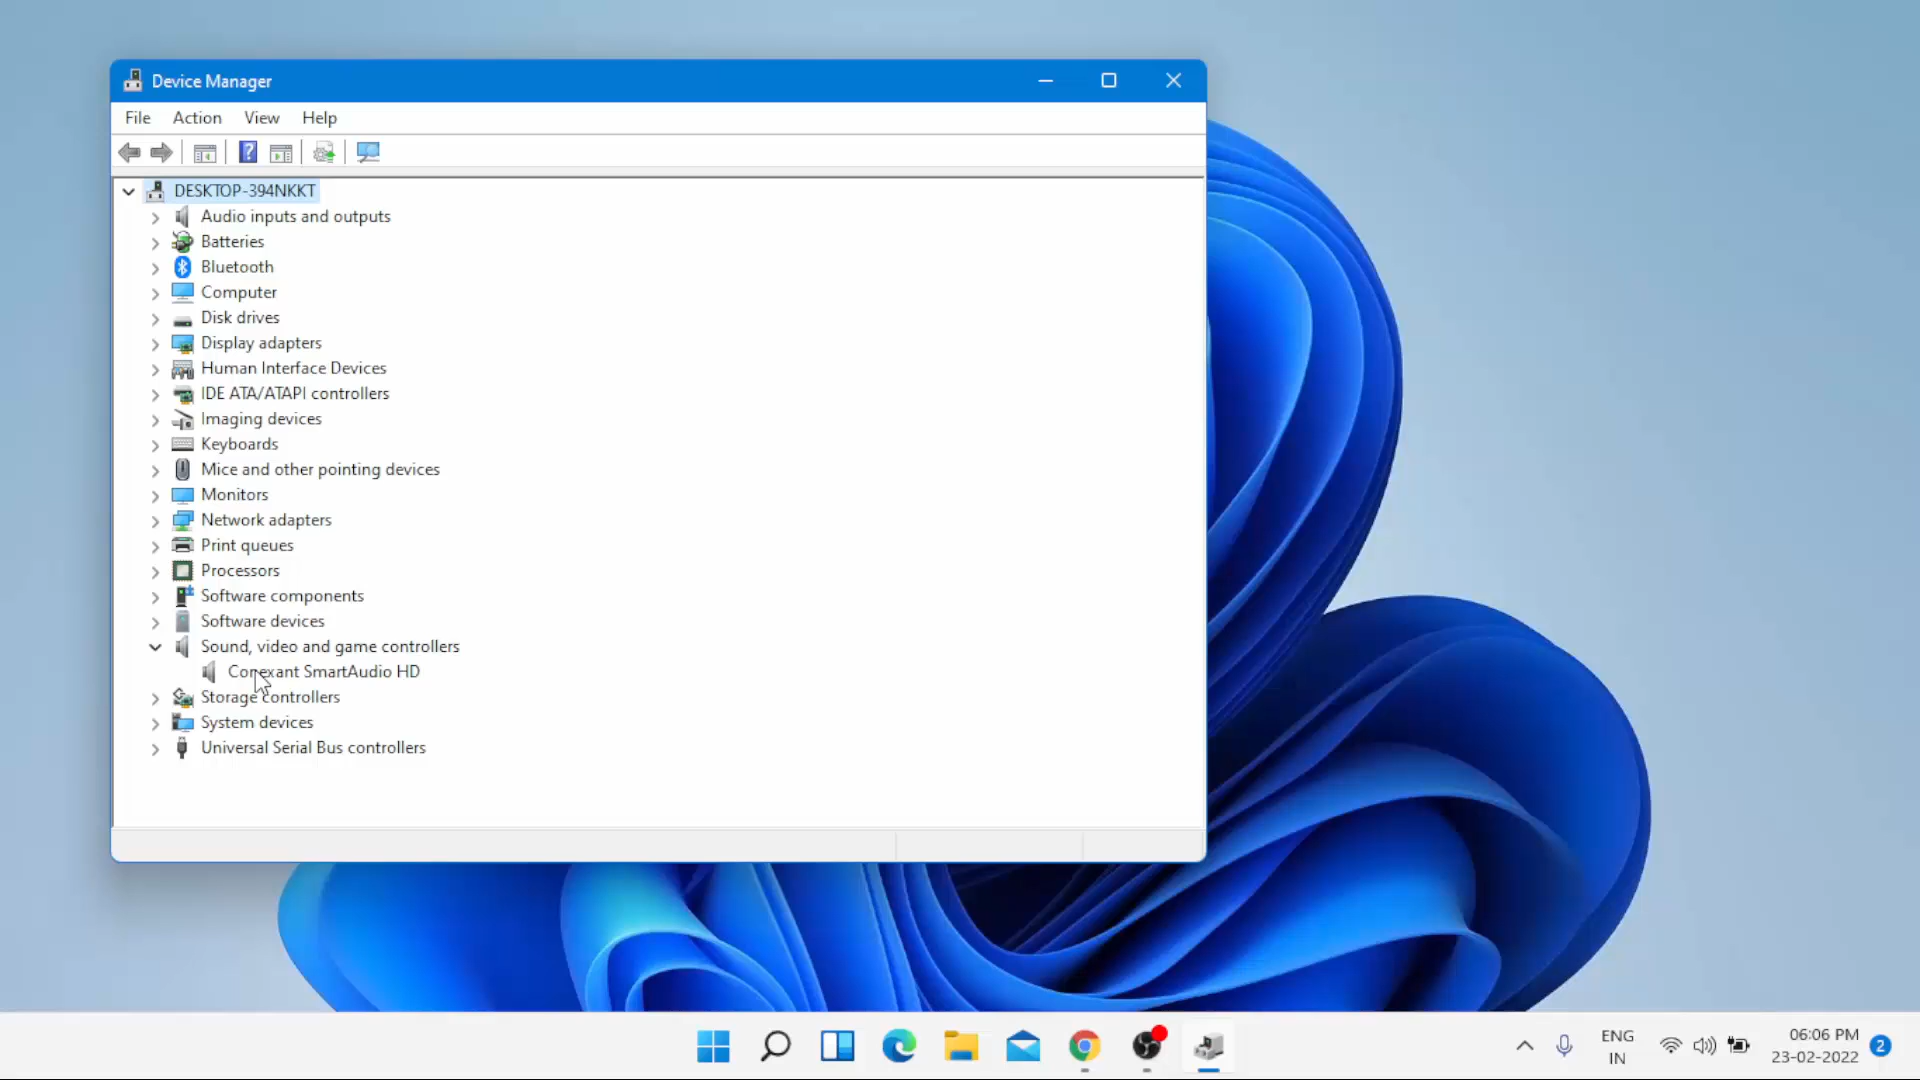 Device Manager
File Action View Help
DESKTOP-394NKKT
Audio inputs and outputs
Batteries
Bluetooth
Computer
Disk drives
Display adapters
Human Interface Devices
IDE ATA/ATAPI controllers
Imaging devices
Keyboards
Mice and other pointing devices
Monitors
Network adapters
Print queues
Processors
Software components
Software devices
Sound, video and game controllers
Conexant SmartAudio HD
Storage controllers
System devices
Universal Serial Bus controllers
ENG
IN
06:06 PM
23-02-2022
2